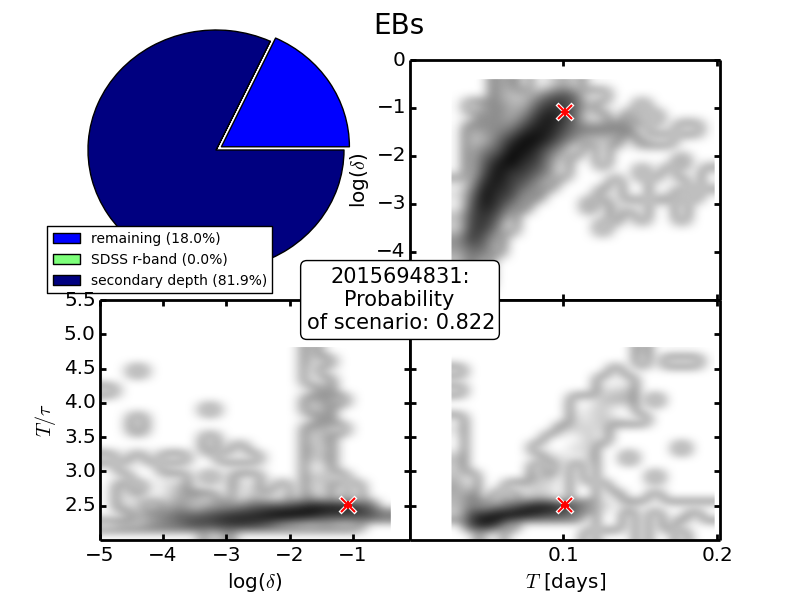 EBs
remaining (18.0%)
SDSS r-band (0.0%)
secondary depth (81.9%)
0
−1
−2
−3
−4
log(δ)
2015694831:
Probability
of scenario: 0.822
5.5
5.0
4.5
4.0
3.5
3.0
2.5
T/τ
−5 −4 −3 −2 −1
log(δ)
0.1 0.2
T [days]